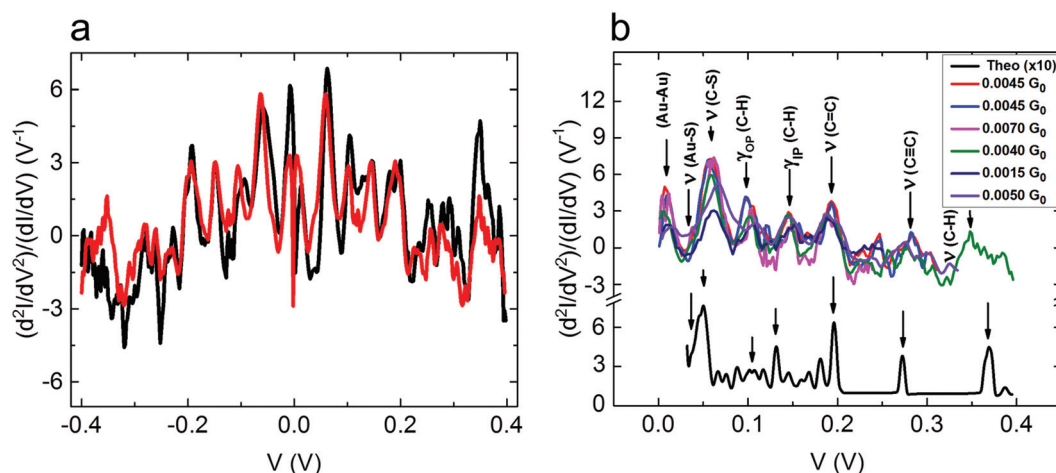 a
(d²I/dV²)/(dI/dV) (V⁻¹)
6
3
0
-3
-6
-0.4
-0.2
0.0
0.2
0.4
V (V)
b
(d²I/dV²)/(dI/dV) (V⁻¹)
15
12
9
6
3
0
-3
6
3
0
0.0
0.1
0.2
0.3
0.4
V (V)
(Au-Au)
ν (Au-S)
ν (C-S)
γOP (C-H)
γIP (C-H)
ν (C=C)
ν (C≡C)
ν (C-H)
Theo (x10)
0.0045 G₀
0.0045 G₀
0.0070 G₀
0.0040 G₀
0.0015 G₀
0.0050 G₀